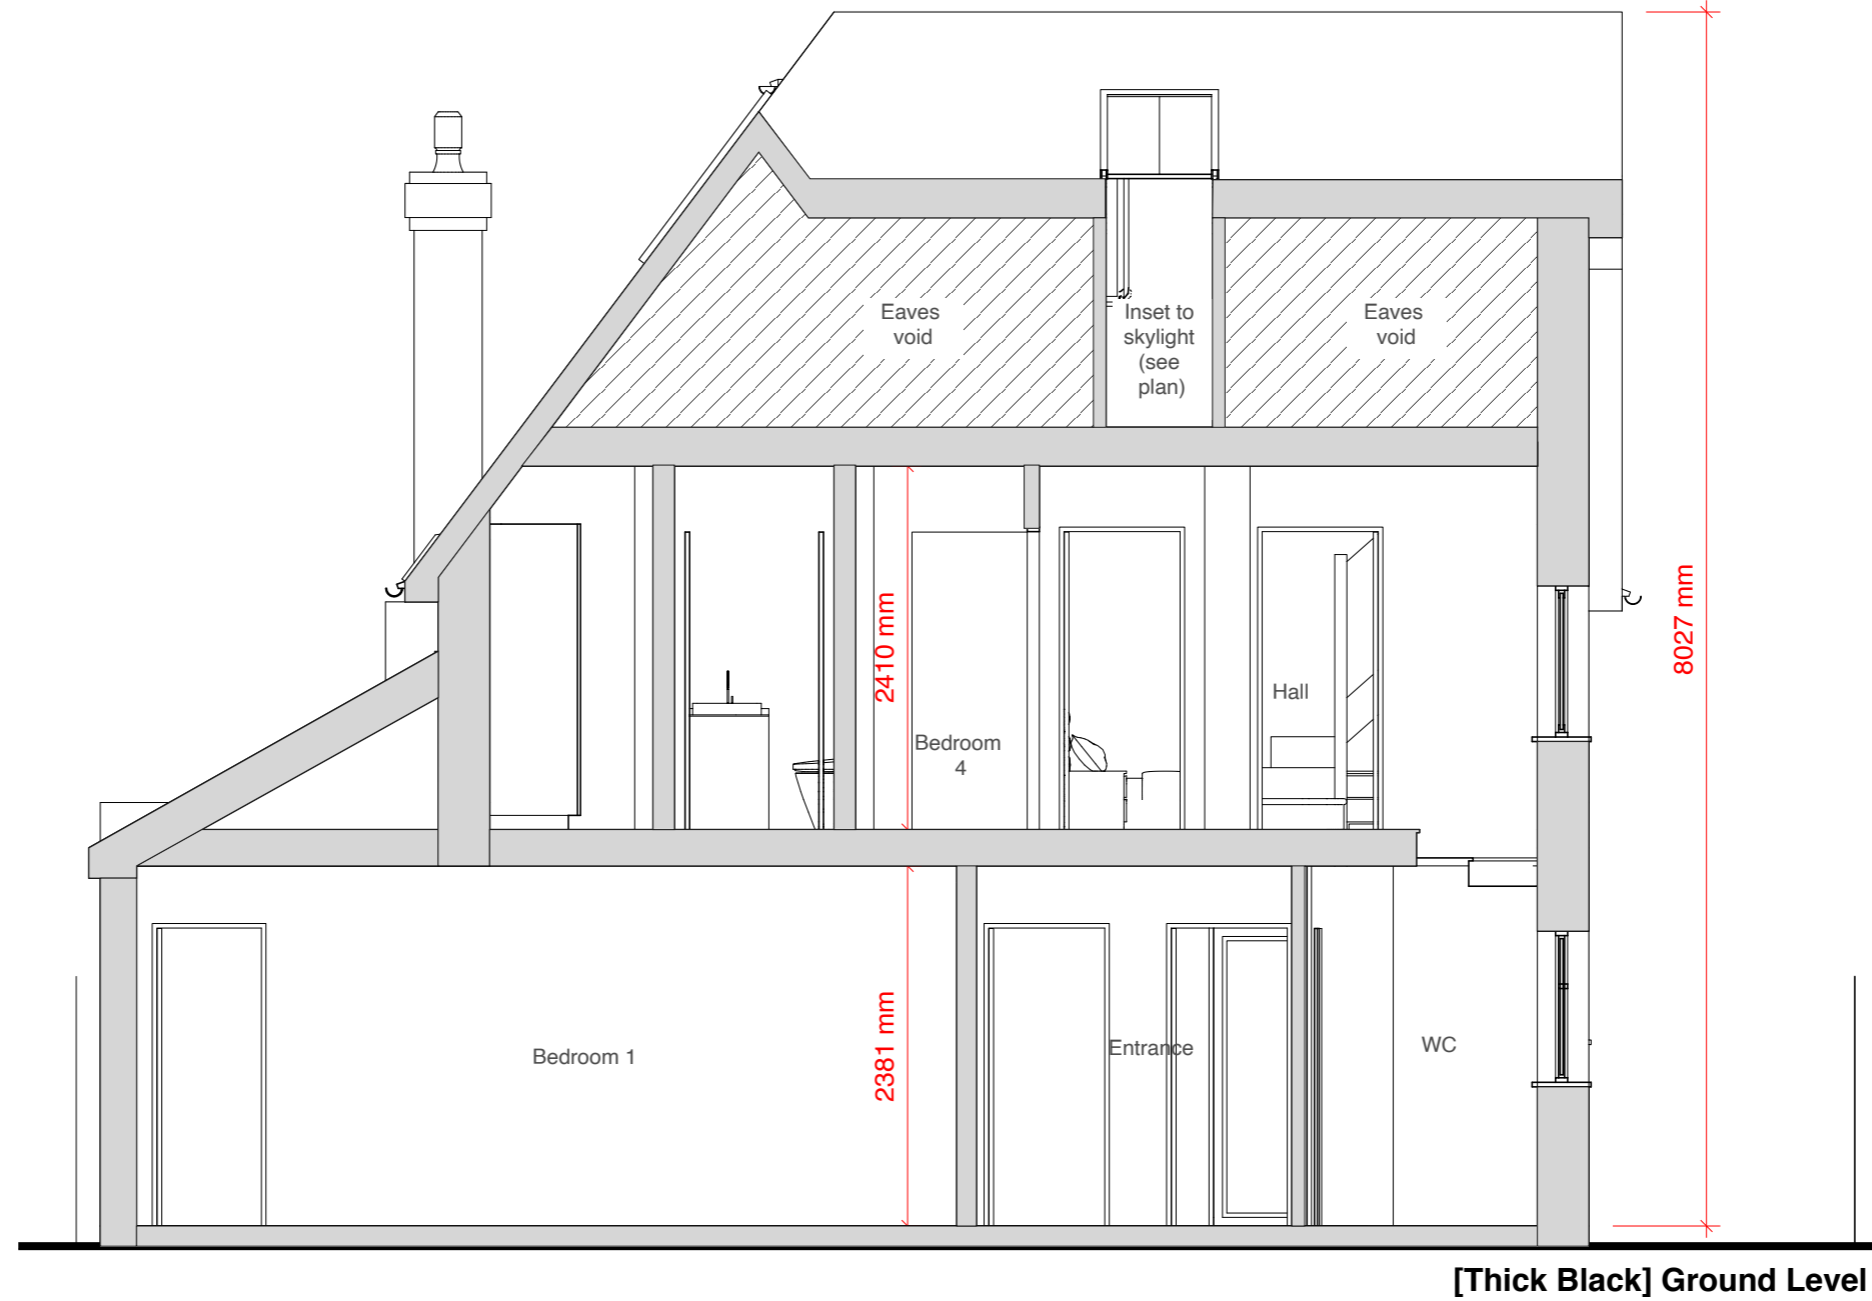 Eaves
void
Inset to
skylight
(see
plan)
Eaves
void
8027 mm
2410 mm
Hall
Bedroom
4
2381 mm
Bedroom 1
Entrance
WC
[Thick Black] Ground Level